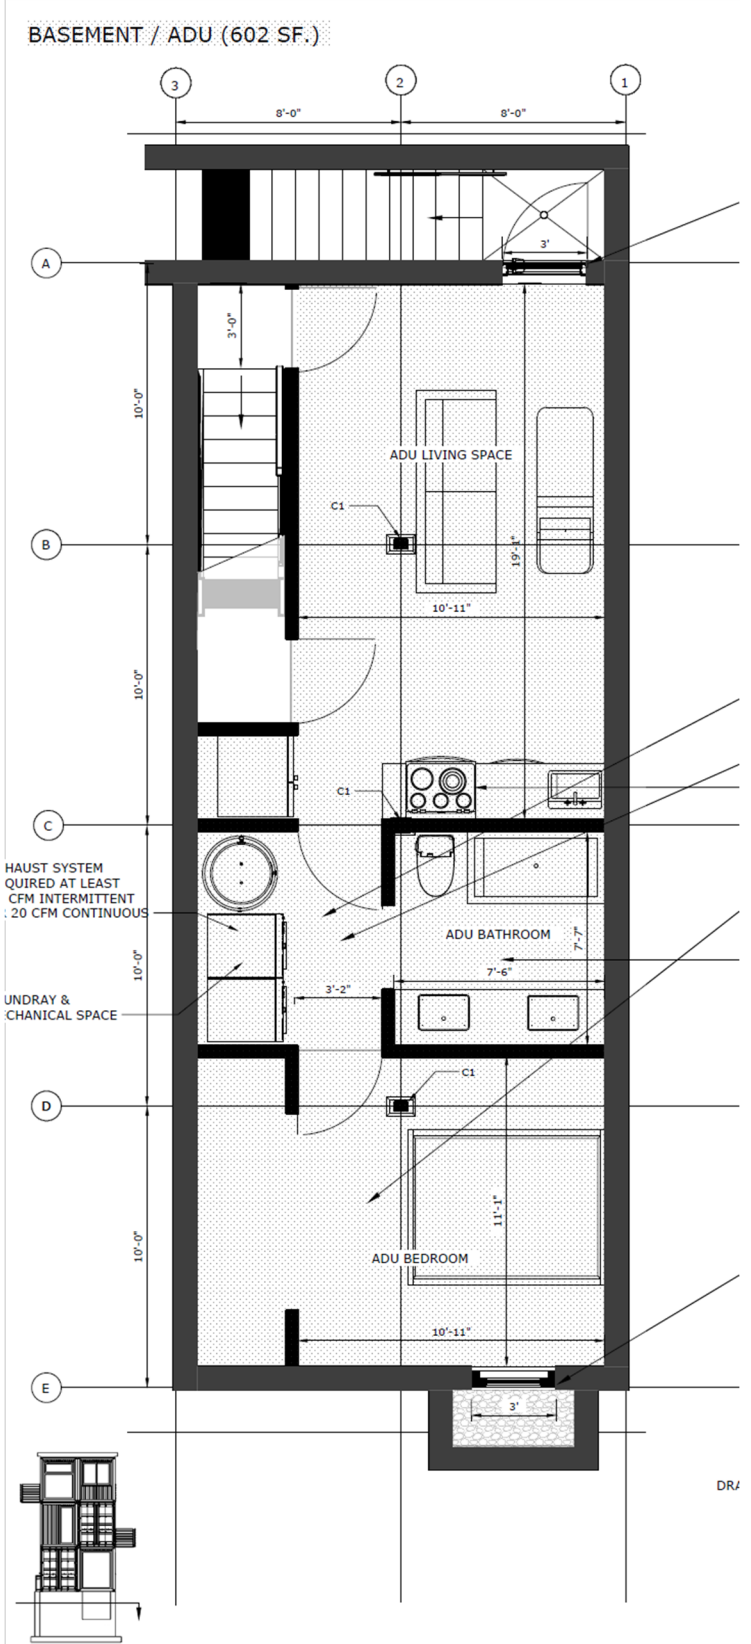 BASEMENT / ADU (602 SF.)
3
2
1
8'-0"
8'-0"
3'
A
3'-0"
10'-0"
ADU LIVING SPACE
C1
B
19'-1"
10'-11"
10'-0"
C1
C
HAUST SYSTEM
QUIRED AT LEAST
CFM INTERMITTENT
20 CFM CONTINUOUS
ADU BATHROOM
7'-7"
10'-0"
7'-6"
3'-2"
UNDRAY &
CHANICAL SPACE
C1
D
11'-1"
10'-0"
ADU BEDROOM
10'-11"
E
3'
DRA